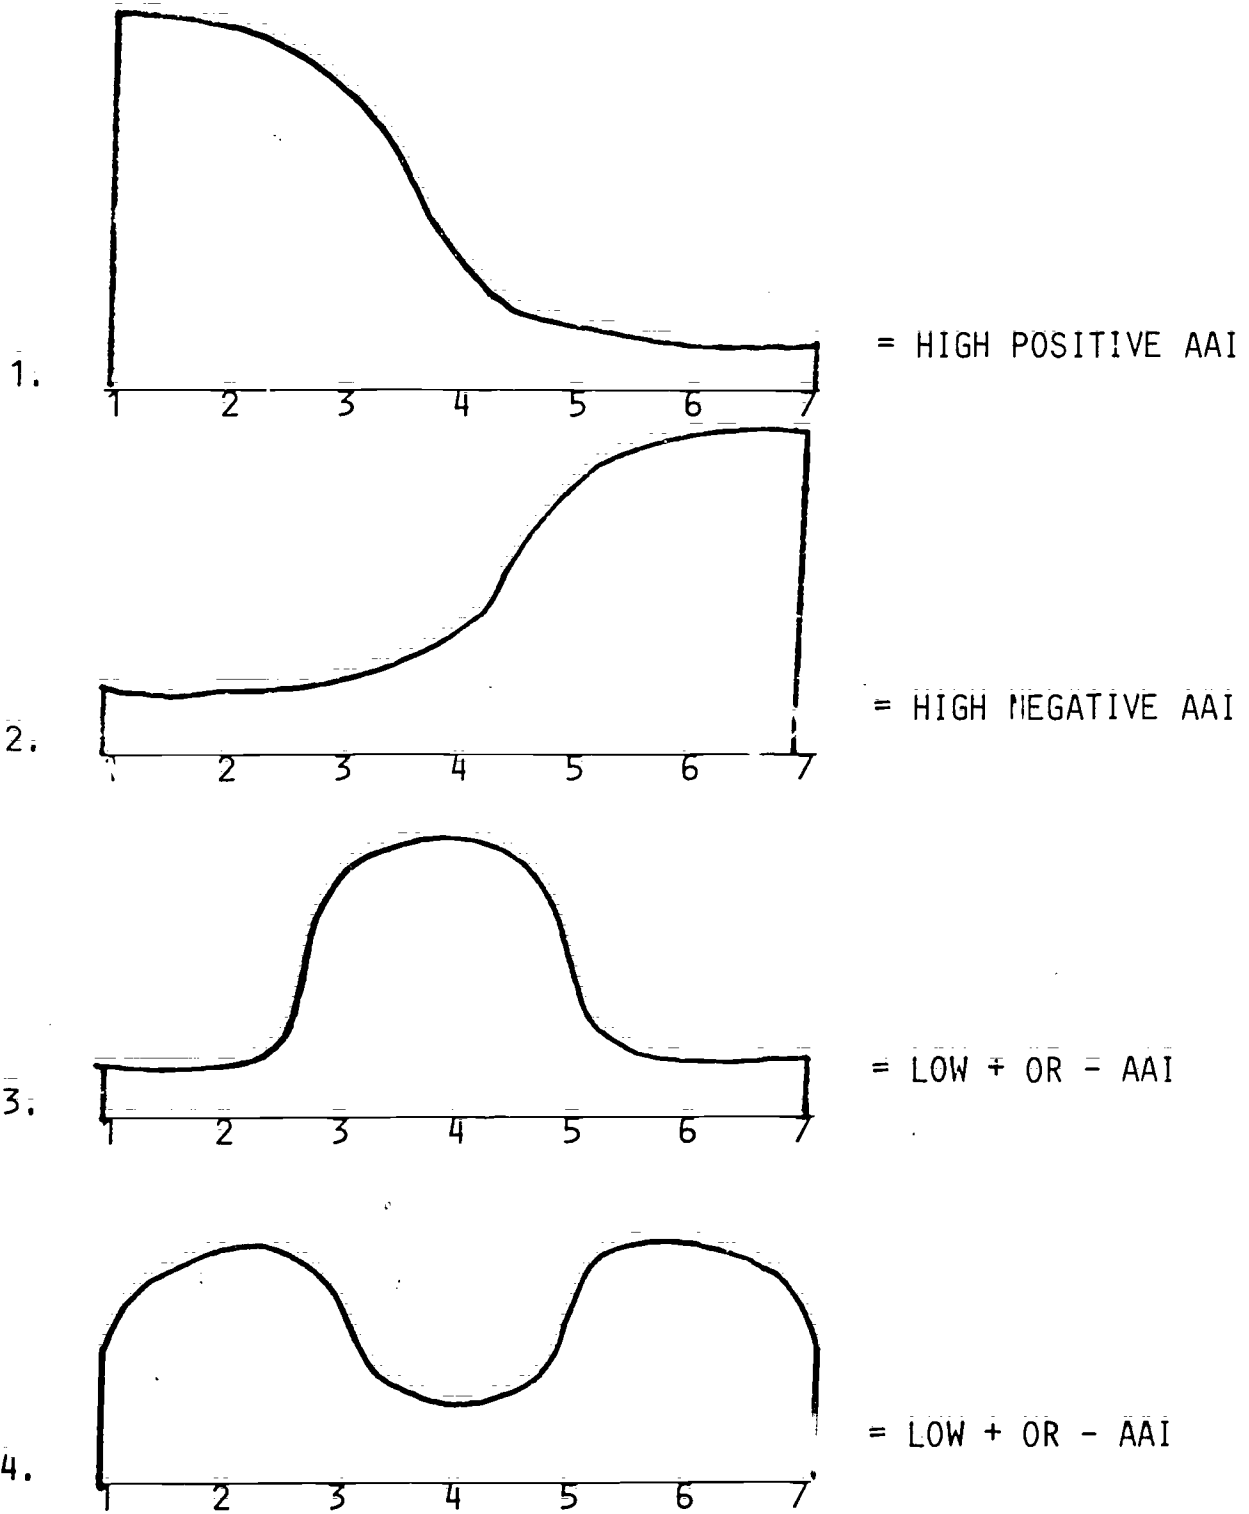 = HIGH POSITIVE AAI
1.
1 2 3 4 5 6 7
= HIGH NEGATIVE AAI
2.
1 2 3 4 5 6 7
= LOW + OR - AAI
3.
1 2 3 4 5 6 7
= LOW + OR - AAI
4.
1 2 3 4 5 6 7